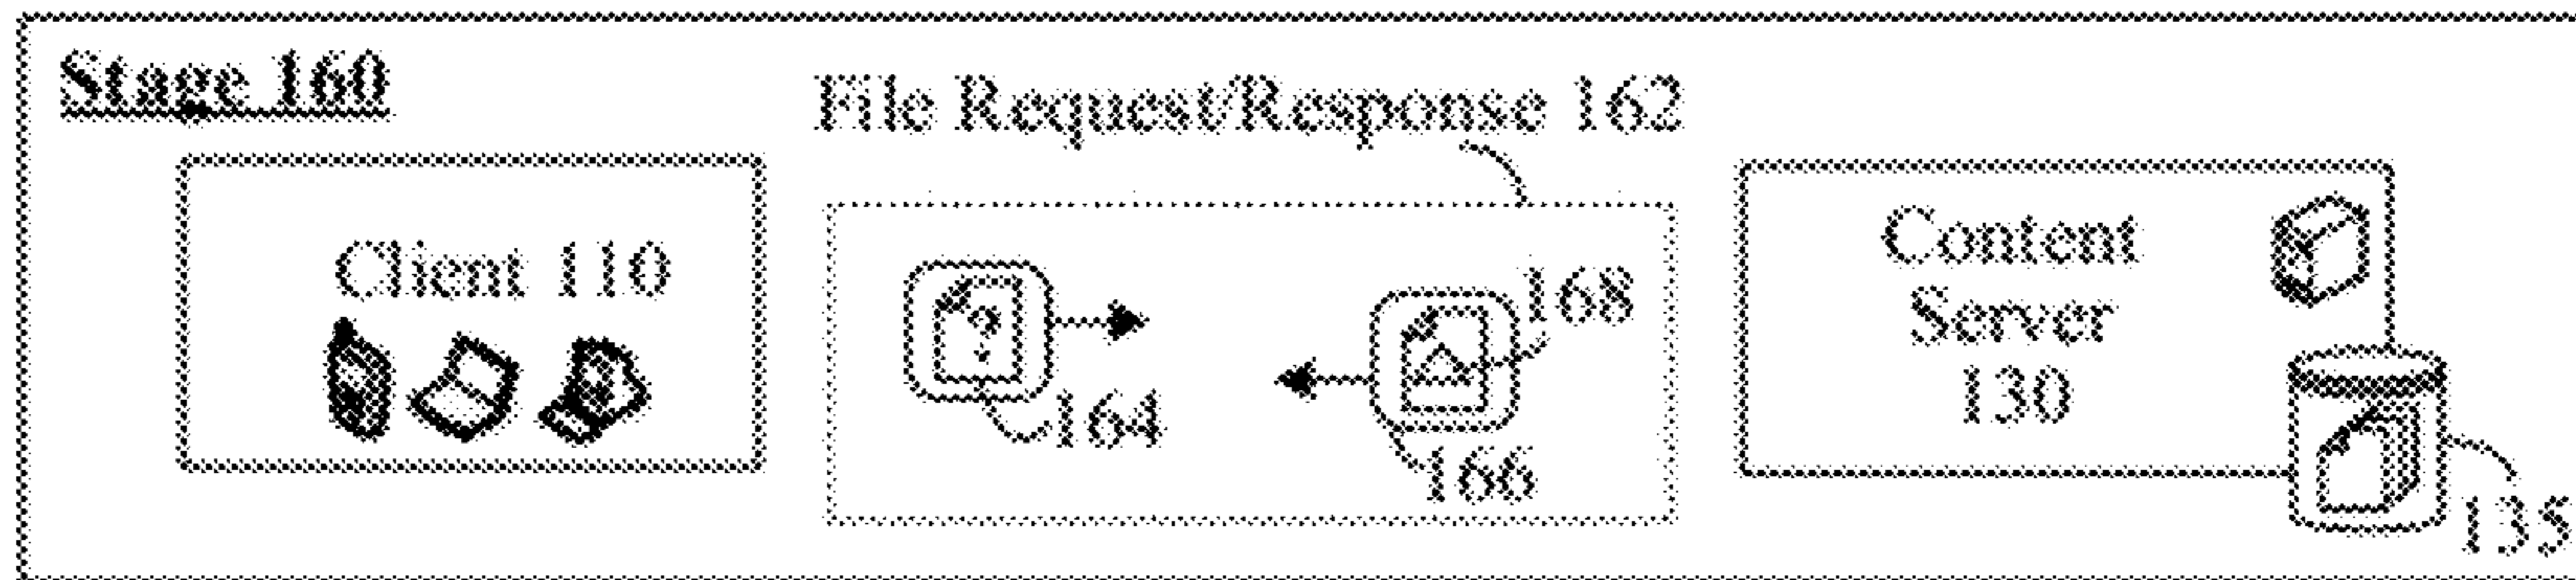 Stage 160
File Request/Response 162
Client 110
Content
Server
130
?
168
164
166
135